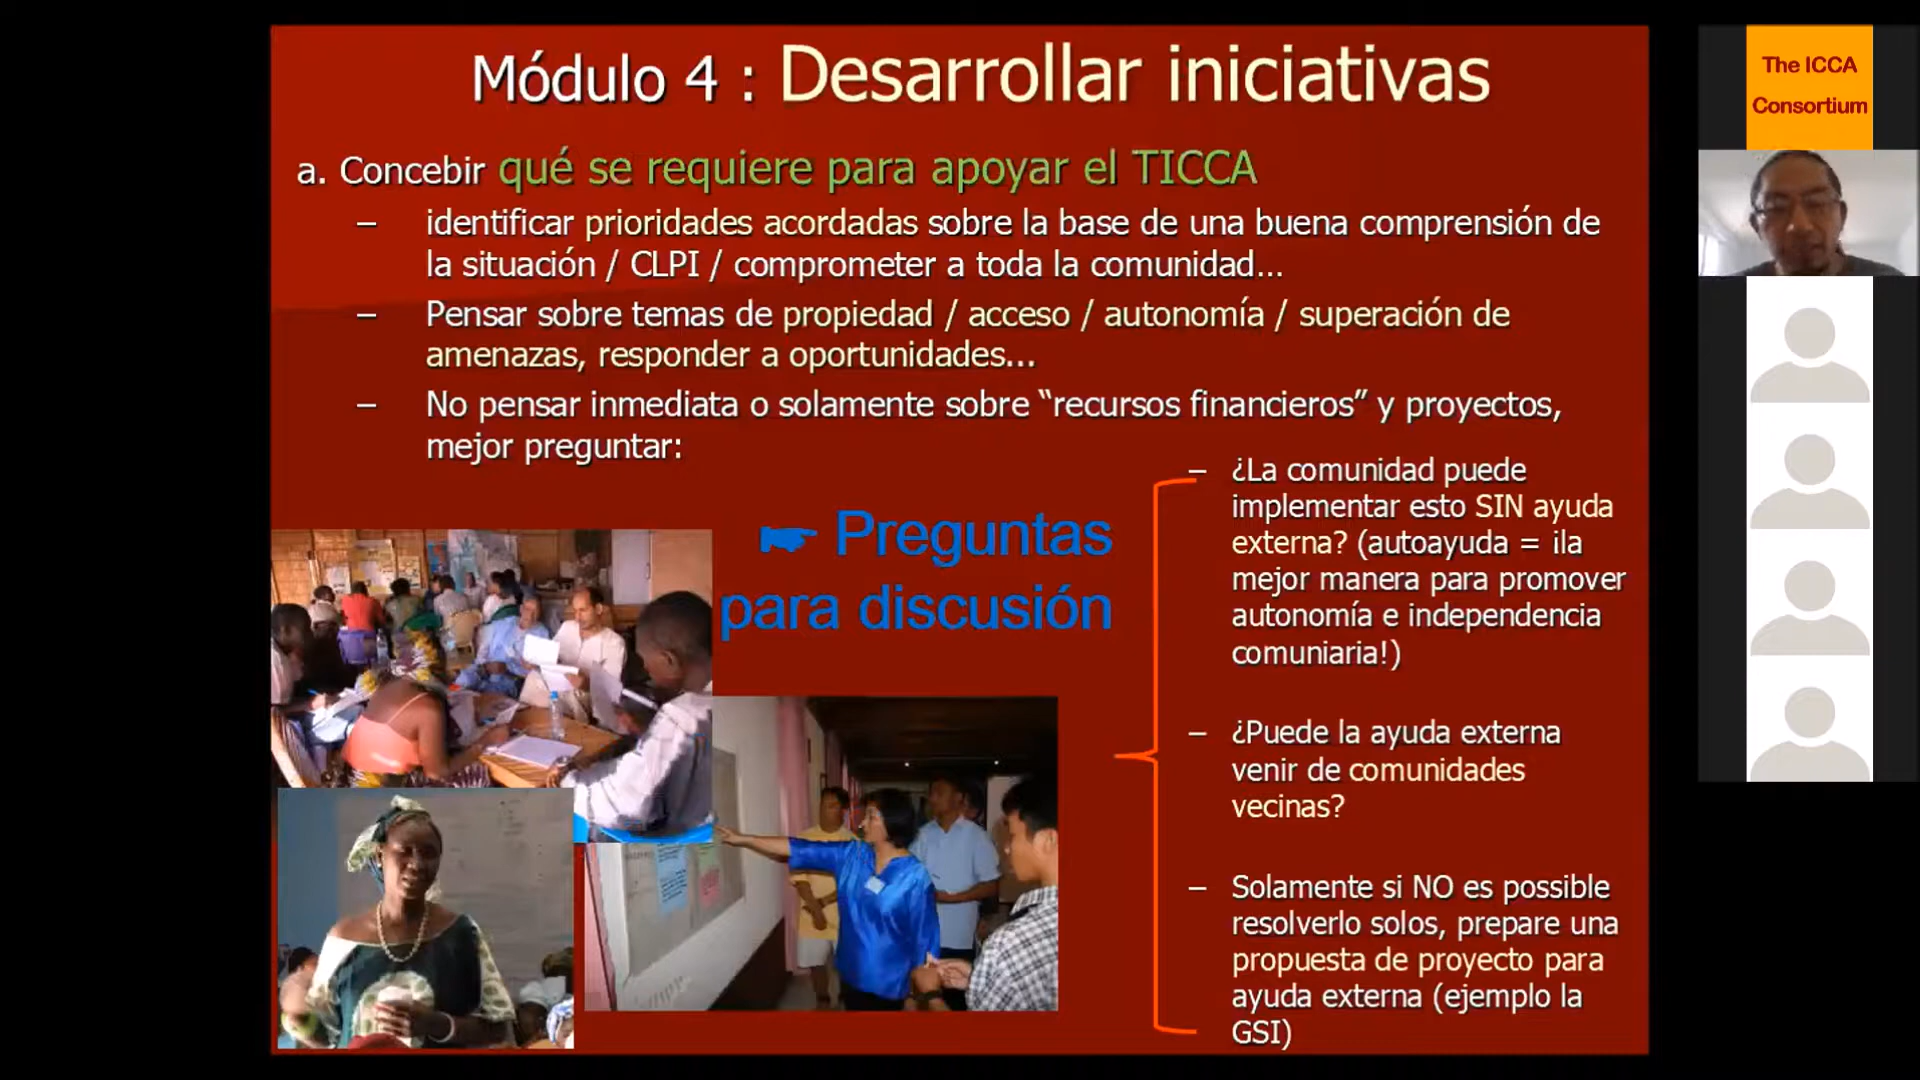 Módulo 4 : Desarrollar iniciativas
a. Concebir qué se requiere para apoyar el TICCA
– identificar prioridades acordadas sobre la base de una buena comprensión de
la situación / CLPI / comprometer a toda la comunidad...
– Pensar sobre temas de propiedad / acceso / autonomía / superación de
amenazas, responder a oportunidades...
– No pensar inmediata o solamente sobre “recursos financieros” y proyectos,
mejor preguntar:
☛ Preguntas
para discusión
– ¿La comunidad puede
implementar esto SIN ayuda
externa? (autoayuda = ¡la
mejor manera para promover
autonomía e independencia
comuniaria!)
– ¿Puede la ayuda externa
venir de comunidades
vecinas?
– Solamente si NO es possible
resolverlo solos, prepare una
propuesta de proyecto para
ayuda externa (ejemplo la
GSI)
The ICCA
Consortium